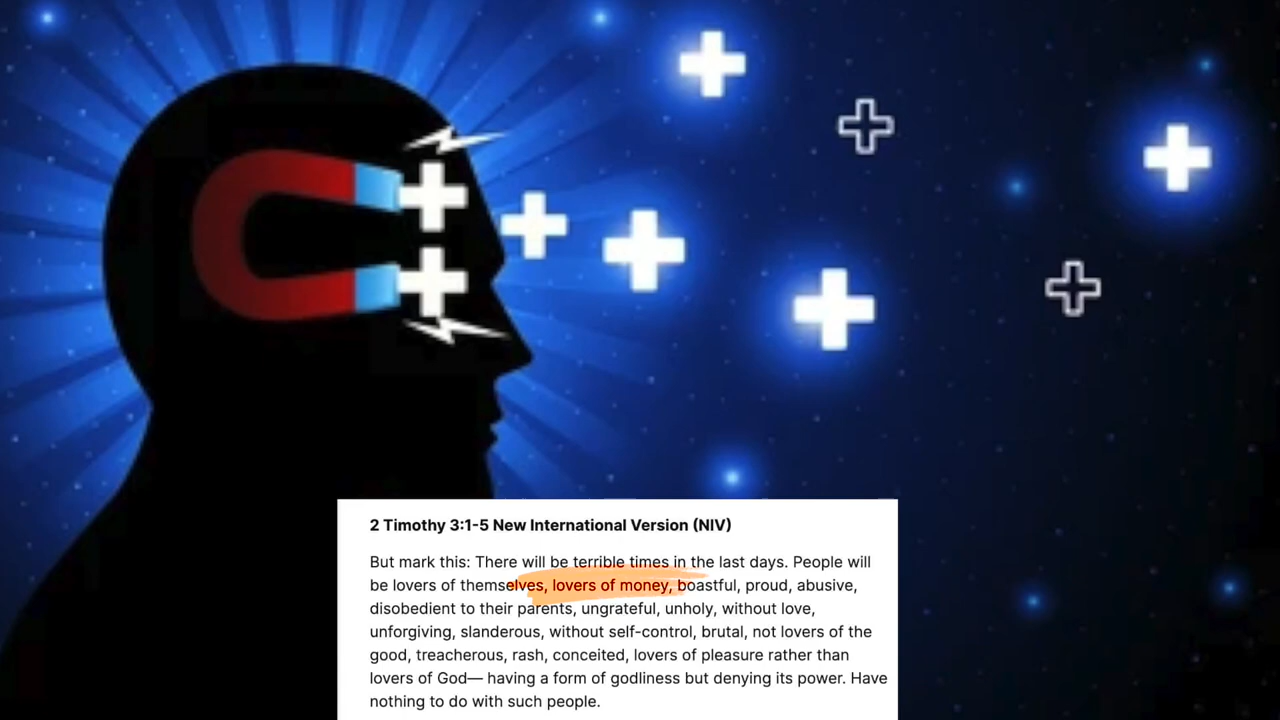 2 Timothy 3:1-5 New International Version (NIV)
But mark this: There will be terrible times in the last days. People will
be lovers of themselves, lovers of money, boastful, proud, abusive,
disobedient to their parents, ungrateful, unholy, without love,
unforgiving, slanderous, without self-control, brutal, not lovers of the
good, treacherous, rash, conceited, lovers of pleasure rather than
lovers of God— having a form of godliness but denying its power. Have
nothing to do with such people.